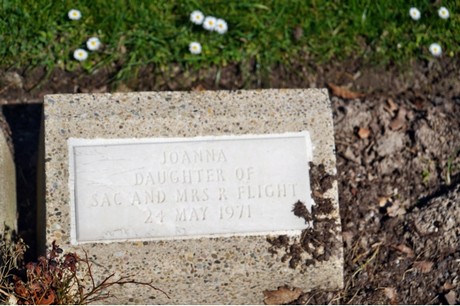 JOANNA
DAUGHTER OF
SAC AND MRS R FLIGHT
24 MAY 1971